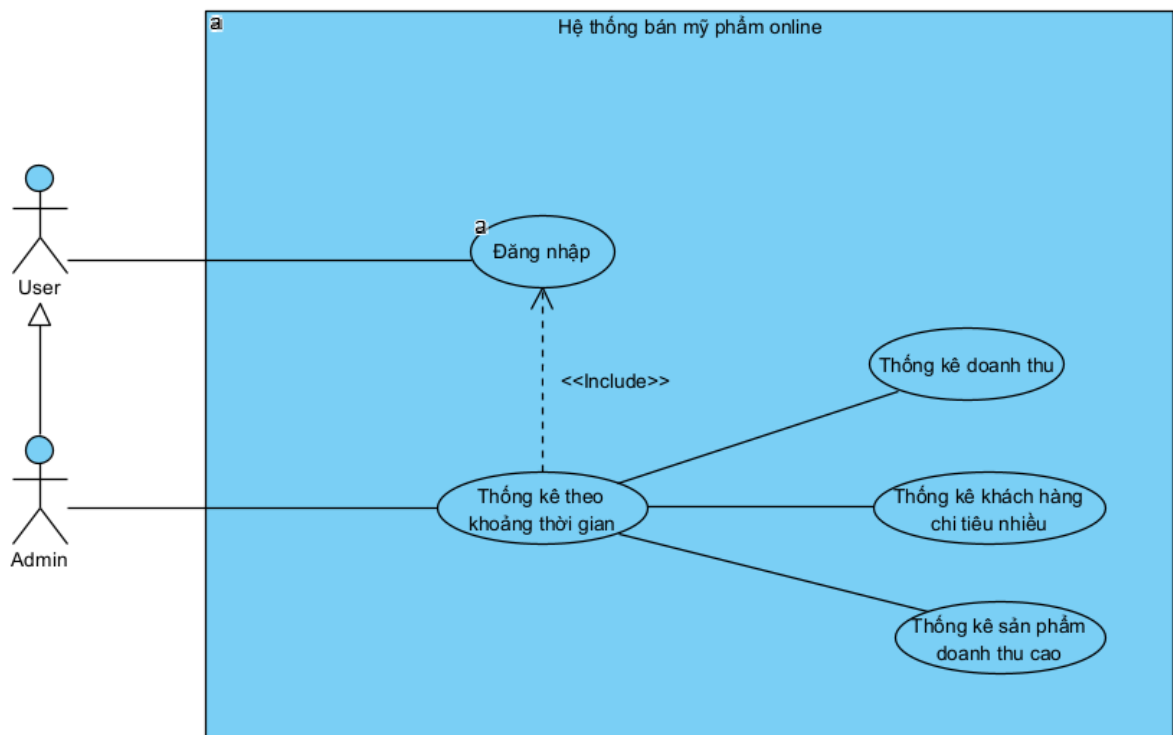 a
Hệ thống bán mỹ phẩm online
a
Đăng nhập
User
<<Include>>
Thống kê doanh thu
Thống kê theo
khoảng thời gian
Thống kê khách hàng
chi tiêu nhiều
Admin
Thống kê sản phẩm
doanh thu cao